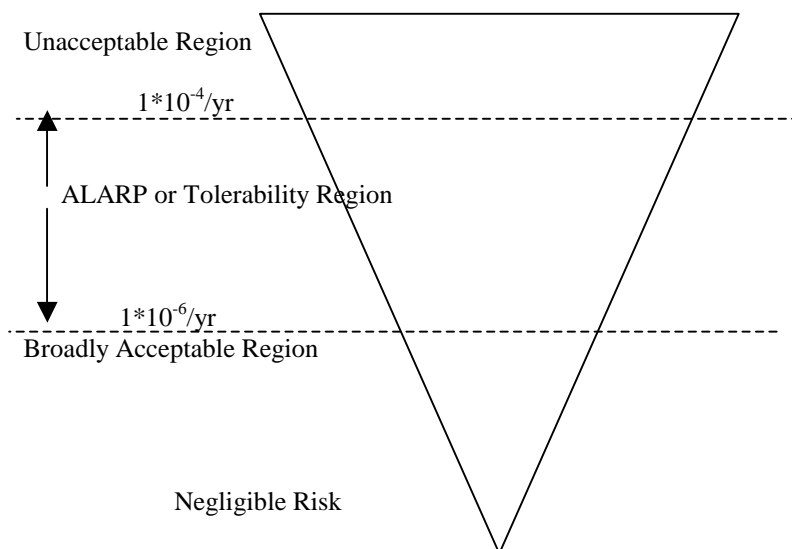 Unacceptable Region
1*10⁻⁴/yr
ALARP or Tolerability Region
1*10⁻⁶/yr
Broadly Acceptable Region
Negligible Risk